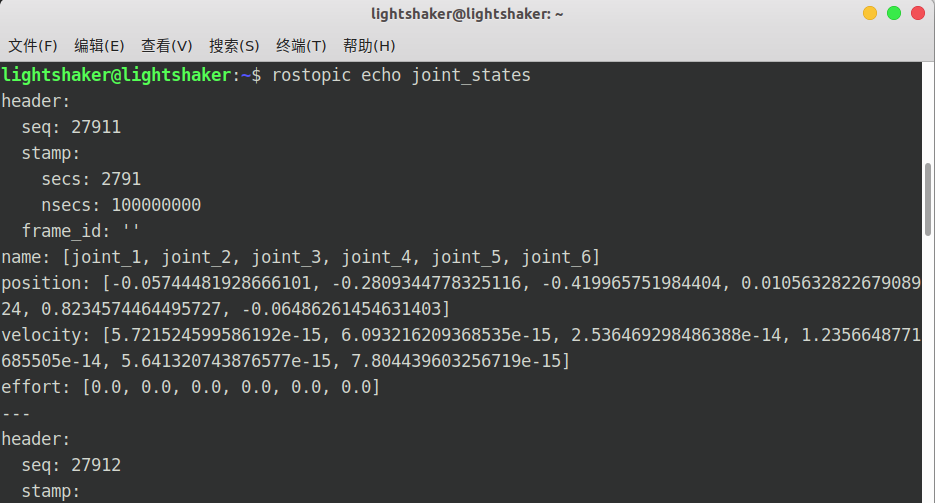 lightshaker@lightshaker: ~
文件(F) 编辑(E) 查看(V) 搜索(S) 终端(T) 帮助(H)
lightshaker@lightshaker:~$ rostopic echo joint_states
header:
  seq: 27911
  stamp:
    secs: 2791
    nsecs: 100000000
  frame_id: ''
name: [joint_1, joint_2, joint_3, joint_4, joint_5, joint_6]
position: [-0.05744481928666101, -0.2809344778325116, -0.419965751984404, 0.0105632822679089
24, 0.8234574464495727, -0.06486261454631403]
velocity: [5.721524599586192e-15, 6.093216209368535e-15, 2.536469298486388e-14, 1.2356648771
685505e-14, 5.641320743876577e-15, 7.804439603256719e-15]
effort: [0.0, 0.0, 0.0, 0.0, 0.0, 0.0]
---
header:
  seq: 27912
  stamp: